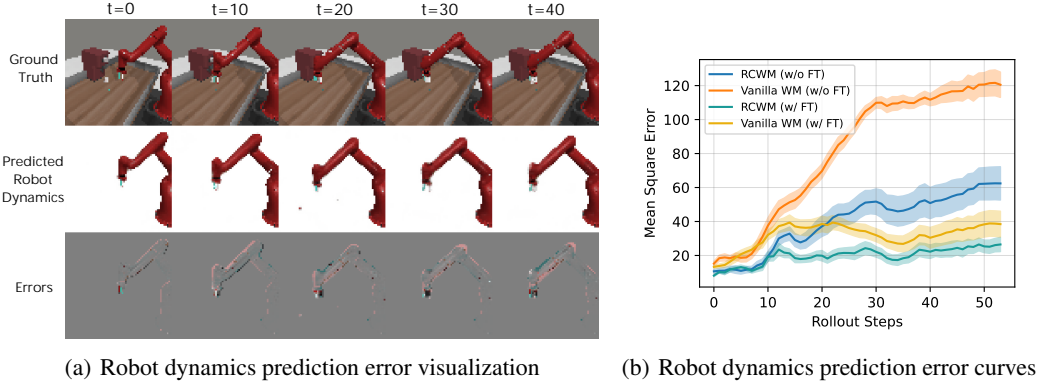 t=0 t=10 t=20 t=30 t=40
Ground
Truth
Predicted
Robot
Dynamics
Errors
(a) Robot dynamics prediction error visualization
RCWM (w/o FT)
Vanilla WM (w/o FT)
RCWM (w/ FT)
Vanilla WM (w/ FT)
Mean Square Error
120
100
80
60
40
20
0 10 20 30 40 50
Rollout Steps
(b) Robot dynamics prediction error curves